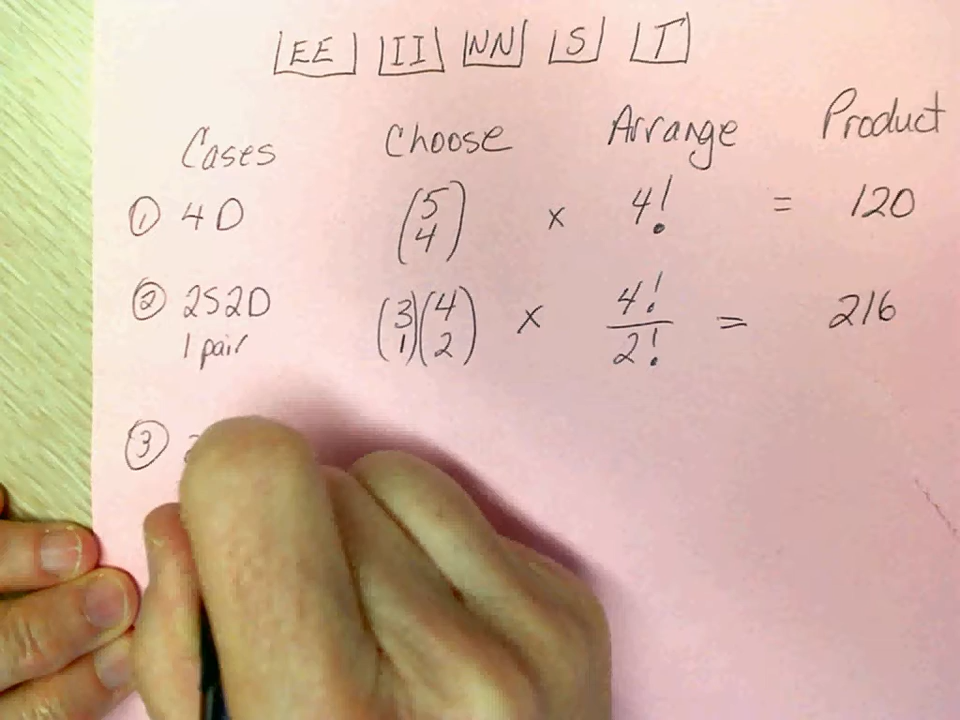 EE II NN S T
Cases Choose Arrange Product
① 4D (5 4) x 4! = 120
② 2S2D (3 1)(4 2) x 4!/2! = 216
1 pair
③